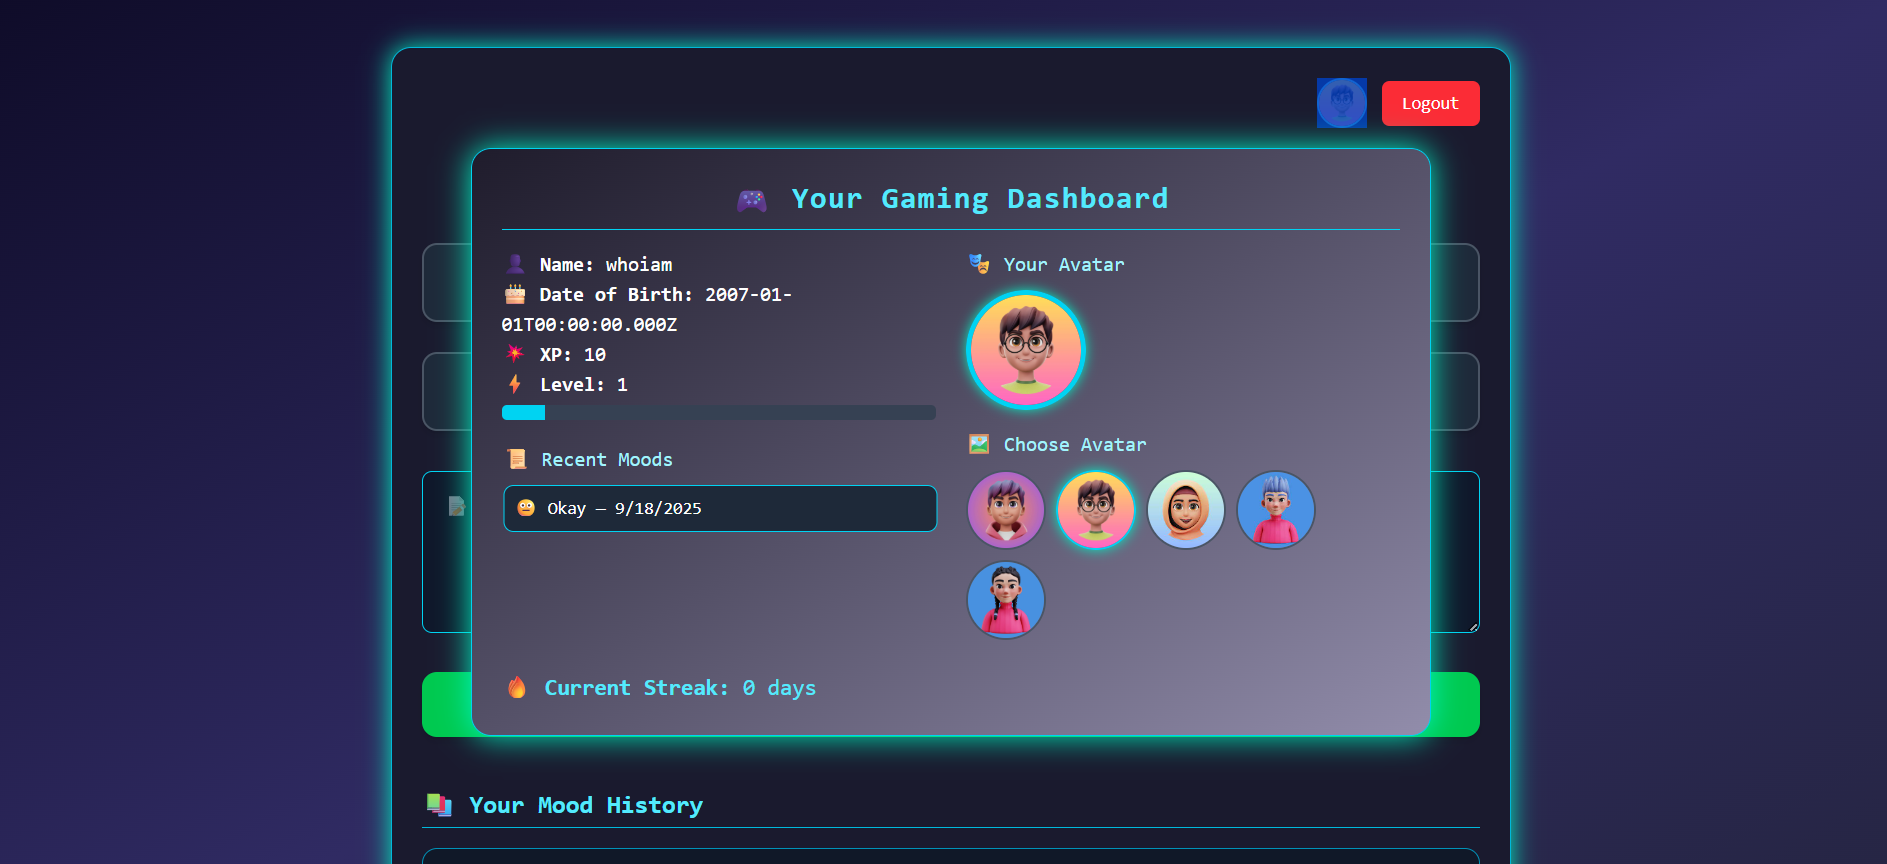 Logout
Your Gaming Dashboard
Name: whoiam
Date of Birth: 2007-01-
01T00:00:00.000Z
XP: 10
Level: 1
Recent Moods
Okay — 9/18/2025
Your Avatar
Choose Avatar
Current Streak: 0 days
Your Mood History